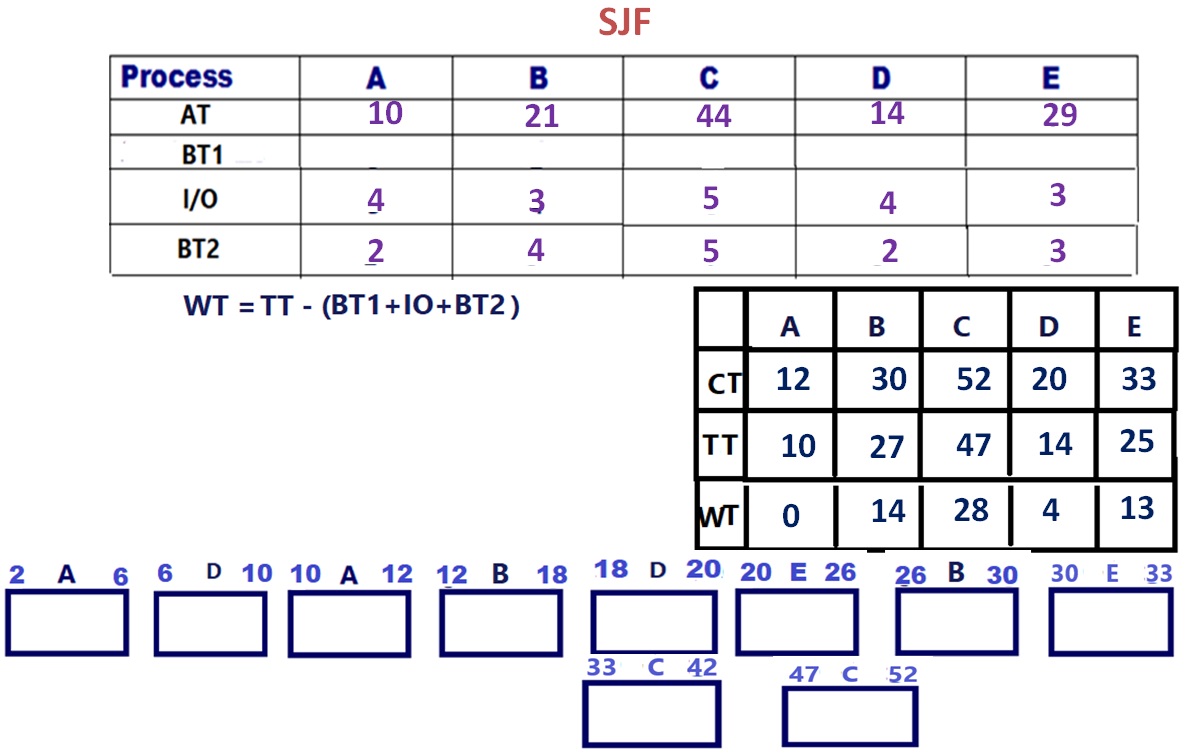 SJF
Process A B C D E
AT 10 21 44 14 29
BT1
I/O 4 3 5 4 3
BT2 2 4 5 2 3
WT = TT - (BT1+IO+BT2)
A B C D E
CT 12 30 52 20 33
TT 10 27 47 14 25
WT 0 14 28 4 13
2 A 6 6 D 10 10 A 12 12 B 18 18 D 20 20 E 26 26 B 30 30 E 33
33 C 42 47 C 52